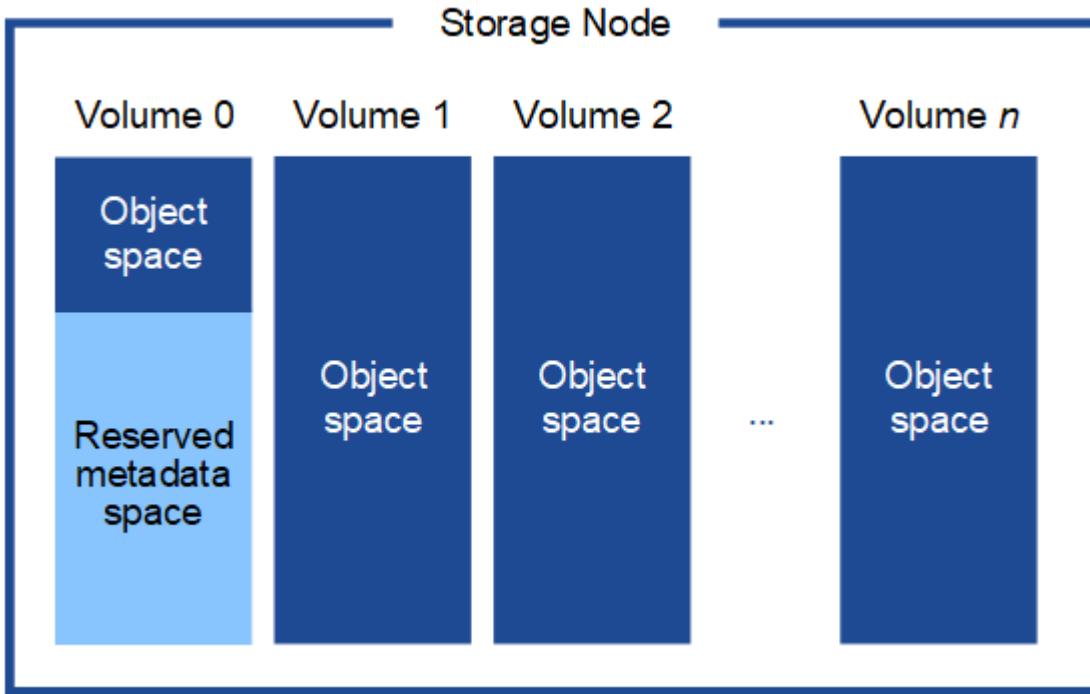 Storage Node
Volume 0
Volume 1
Volume 2
Volume n
Object
space
Reserved
metadata
space
Object
space
Object
space
...
Object
space